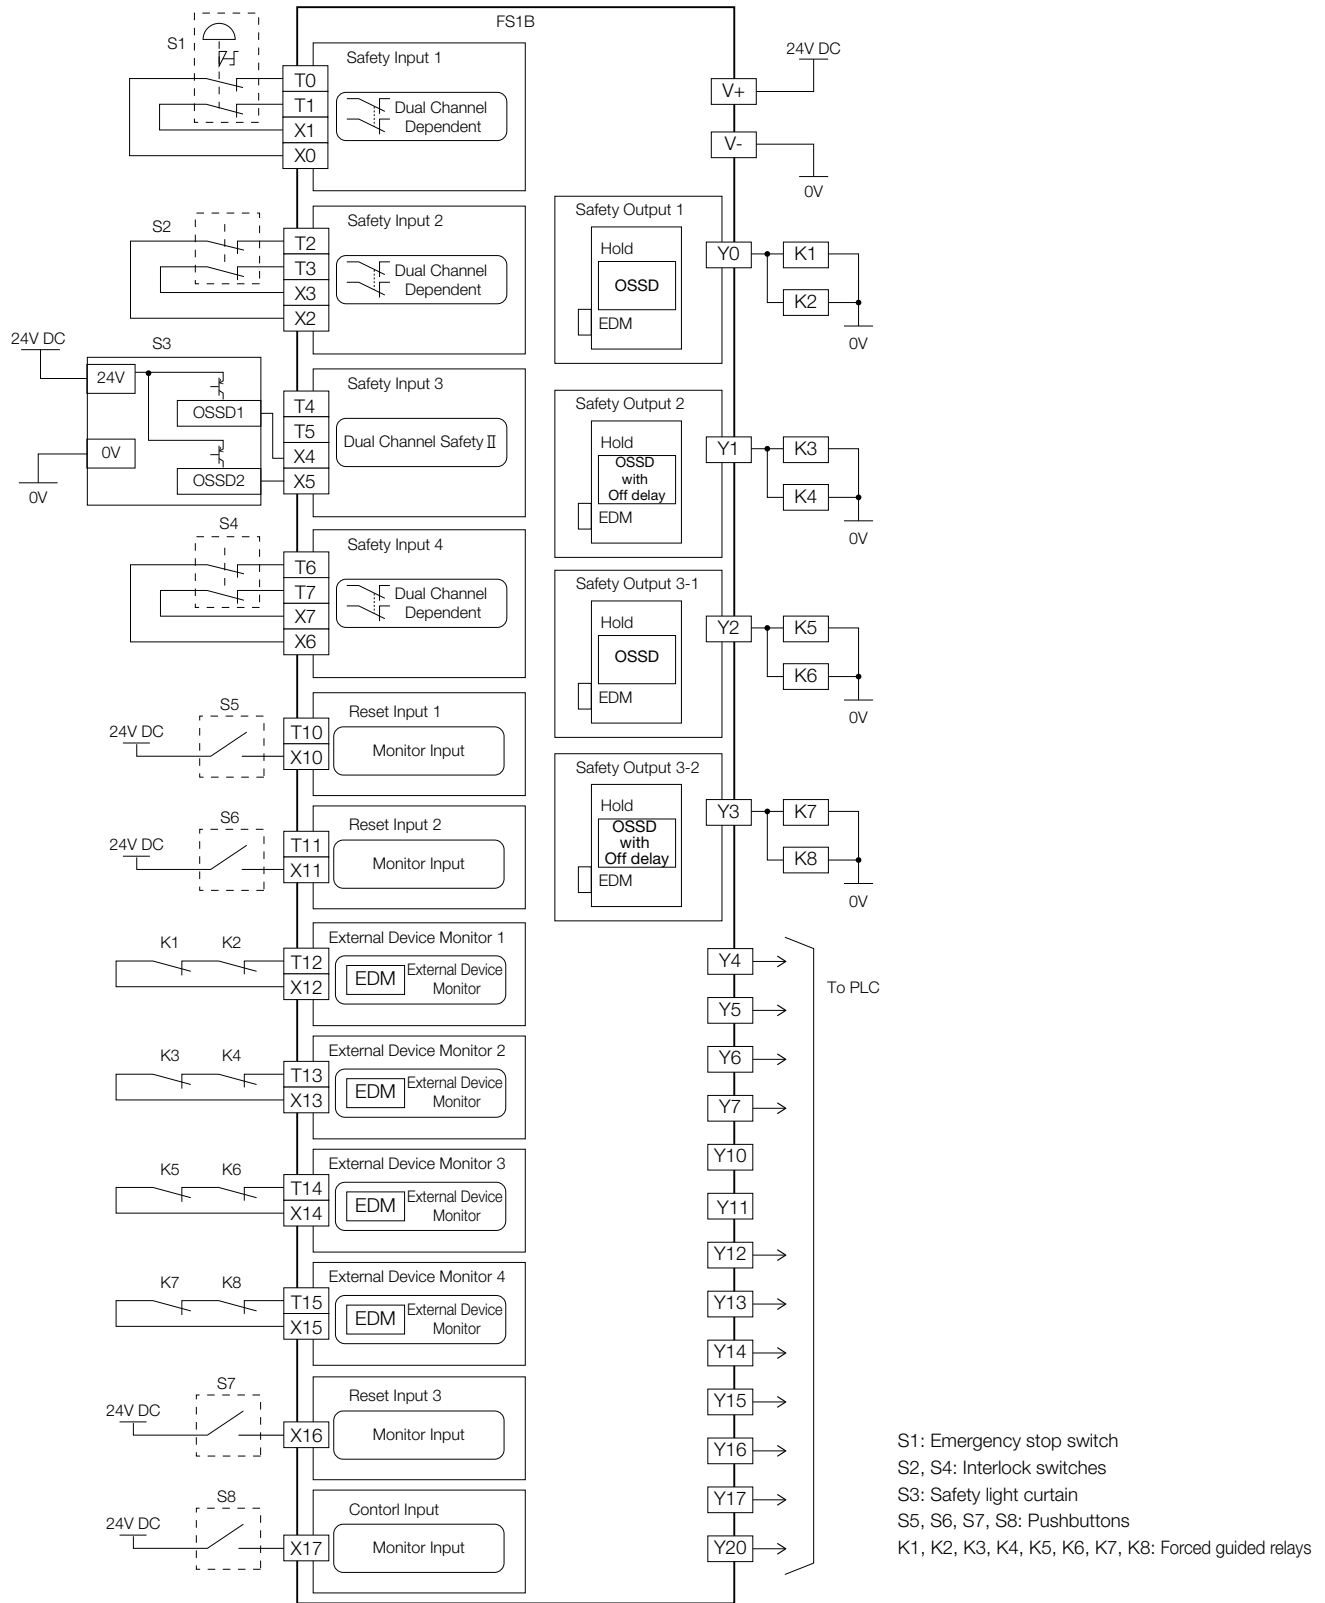 FS1B
S1
Safety Input 1
T0
T1
X1
X0
Dual Channel
Dependent
S2
Safety Input 2
T2
T3
X3
X2
Dual Channel
Dependent
24V DC
S3
24V
OSSD1
0V
OSSD2
0V
Safety Input 3
T4
T5
X4
X5
Dual Channel Safety Ⅱ
S4
Safety Input 4
T6
T7
X7
X6
Dual Channel
Dependent
S5
24V DC
Reset Input 1
T10
X10
Monitor Input
S6
24V DC
Reset Input 2
T11
X11
Monitor Input
K1 K2
External Device Monitor 1
T12
X12
EDM
External Device
Monitor
K3 K4
External Device Monitor 2
T13
X13
EDM
External Device
Monitor
K5 K6
External Device Monitor 3
T14
X14
EDM
External Device
Monitor
K7 K8
External Device Monitor 4
T15
X15
EDM
External Device
Monitor
S7
24V DC
Reset Input 3
X16
Monitor Input
S8
24V DC
Contorl Input
X17
Monitor Input
24V DC
V+
V-
0V
Safety Output 1
Hold
OSSD
EDM
Y0
K1
K2
0V
Safety Output 2
Hold
OSSD
with
Off delay
EDM
Y1
K3
K4
0V
Safety Output 3-1
Hold
OSSD
EDM
Y2
K5
K6
0V
Safety Output 3-2
Hold
OSSD
with
Off delay
EDM
Y3
K7
K8
0V
Y4
Y5
Y6
Y7
Y10
Y11
Y12
Y13
Y14
Y15
Y16
Y17
Y20
To PLC
S1: Emergency stop switch
S2, S4: Interlock switches
S3: Safety light curtain
S5, S6, S7, S8: Pushbuttons
K1, K2, K3, K4, K5, K6, K7, K8: Forced guided relays